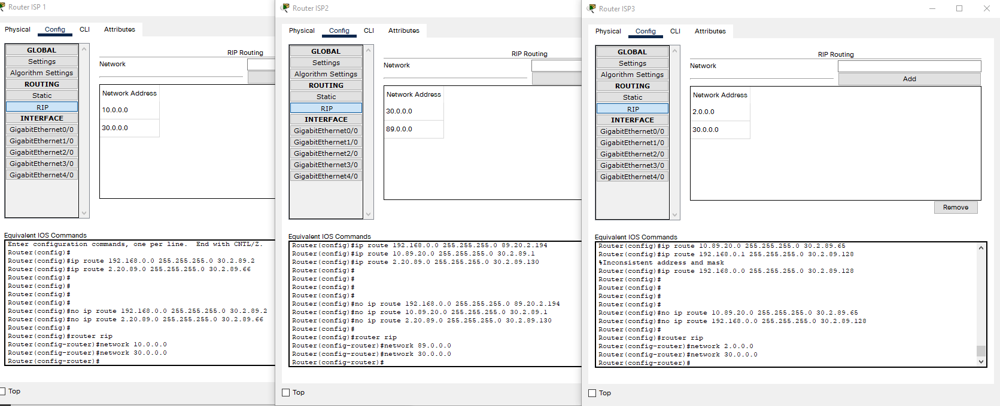 Router ISP 1
Physical Config CLI Attributes
GLOBAL
Settings
Algorithm Settings
ROUTING
Static
RIP
INTERFACE
GigabitEthernet0/0
GigabitEthernet1/0
GigabitEthernet2/0
GigabitEthernet3/0
GigabitEthernet4/0
RIP Routing
Network
Network Address
10.0.0.0
30.0.0.0
Equivalent IOS Commands
Enter configuration commands, one per line.  End with CNTL/Z.
Router(config)#
Router(config)#ip route 192.168.0.0 255.255.255.0 30.2.89.2
Router(config)#ip route 2.20.89.0 255.255.255.0 30.2.89.66
Router(config)#
Router(config)#
Router(config)#
Router(config)#
Router(config)#no ip route 192.168.0.0 255.255.255.0 30.2.89.2
Router(config)#no ip route 2.20.89.0 255.255.255.0 30.2.89.66
Router(config)#
Router(config)#router rip
Router(config-router)#network 10.0.0.0
Router(config-router)#network 30.0.0.0
Router(config-router)#
Top
Router ISP2
Physical Config CLI Attributes
GLOBAL
Settings
Algorithm Settings
ROUTING
Static
RIP
INTERFACE
GigabitEthernet0/0
GigabitEthernet1/0
GigabitEthernet2/0
GigabitEthernet3/0
GigabitEthernet4/0
RIP Routing
Network
Network Address
30.0.0.0
89.0.0.0
Equivalent IOS Commands
Router(config)#ip route 192.168.0.0 255.255.255.0 89.20.2.194
Router(config)#ip route 10.89.20.0 255.255.255.0 30.2.89.1
Router(config)#ip route 2.20.89.0 255.255.255.0 30.2.89.130
Router(config)#
Router(config)#
Router(config)#
Router(config)#
Router(config)#no ip route 192.168.0.0 255.255.255.0 89.20.2.194
Router(config)#no ip route 10.89.20.0 255.255.255.0 30.2.89.1
Router(config)#no ip route 2.20.89.0 255.255.255.0 30.2.89.130
Router(config)#
Router(config)#router rip
Router(config-router)#network 89.0.0.0
Router(config-router)#network 30.0.0.0
Router(config-router)#
Top
Router ISP3
Physical Config CLI Attributes
GLOBAL
Settings
Algorithm Settings
ROUTING
Static
RIP
INTERFACE
GigabitEthernet0/0
GigabitEthernet1/0
GigabitEthernet2/0
GigabitEthernet3/0
GigabitEthernet4/0
RIP Routing
Network
Add
Network Address
2.0.0.0
30.0.0.0
Remove
Equivalent IOS Commands
Router(config)#ip route 10.89.20.0 255.255.255.0 30.2.89.65
Router(config)#ip route 192.168.0.1 255.255.255.0 30.2.89.128
%Inconsistent address and mask
Router(config)#ip route 192.168.0.0 255.255.255.0 30.2.89.128
Router(config)#
Router(config)#
Router(config)#
Router(config)#
Router(config)#no ip route 10.89.20.0 255.255.255.0 30.2.89.65
Router(config)#no ip route 192.168.0.0 255.255.255.0 30.2.89.128
Router(config)#
Router(config)#router rip
Router(config-router)#network 2.0.0.0
Router(config-router)#network 30.0.0.0
Router(config-router)#
Top